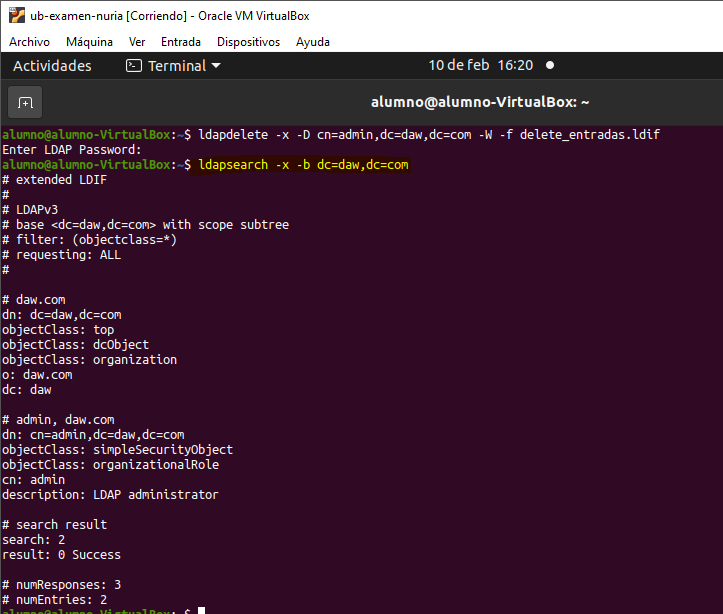 ub-examen-nuria [Corriendo] - Oracle VM VirtualBox
Archivo Máquina Ver Entrada Dispositivos Ayuda
Actividades Terminal 10 de feb 16:20
alumno@alumno-VirtualBox: ~
alumno@alumno-VirtualBox:~$ ldapdelete -x -D cn=admin,dc=daw,dc=com -W -f delete_entradas.ldif
Enter LDAP Password:
alumno@alumno-VirtualBox:~$ ldapsearch -x -b dc=daw,dc=com
# extended LDIF
#
# LDAPv3
# base <dc=daw,dc=com> with scope subtree
# filter: (objectclass=*)
# requesting: ALL
#
# daw.com
dn: dc=daw,dc=com
objectClass: top
objectClass: dcObject
objectClass: organization
o: daw.com
dc: daw
# admin, daw.com
dn: cn=admin,dc=daw,dc=com
objectClass: simpleSecurityObject
objectClass: organizationalRole
cn: admin
description: LDAP administrator
# search result
search: 2
result: 0 Success
# numResponses: 3
# numEntries: 2
alumno@alumno-VirtualBox:~$